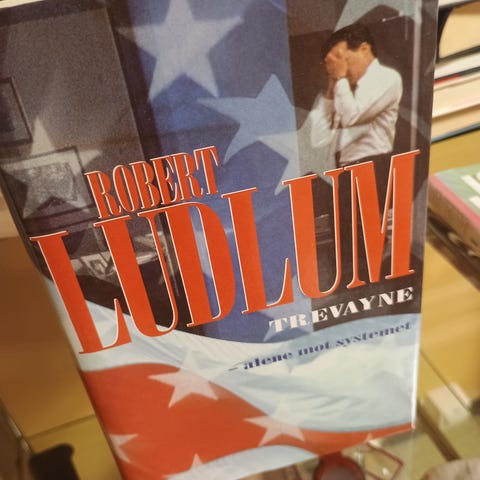 ROBERT
LUDLUM
TREVAYNE
– alene mot systemet